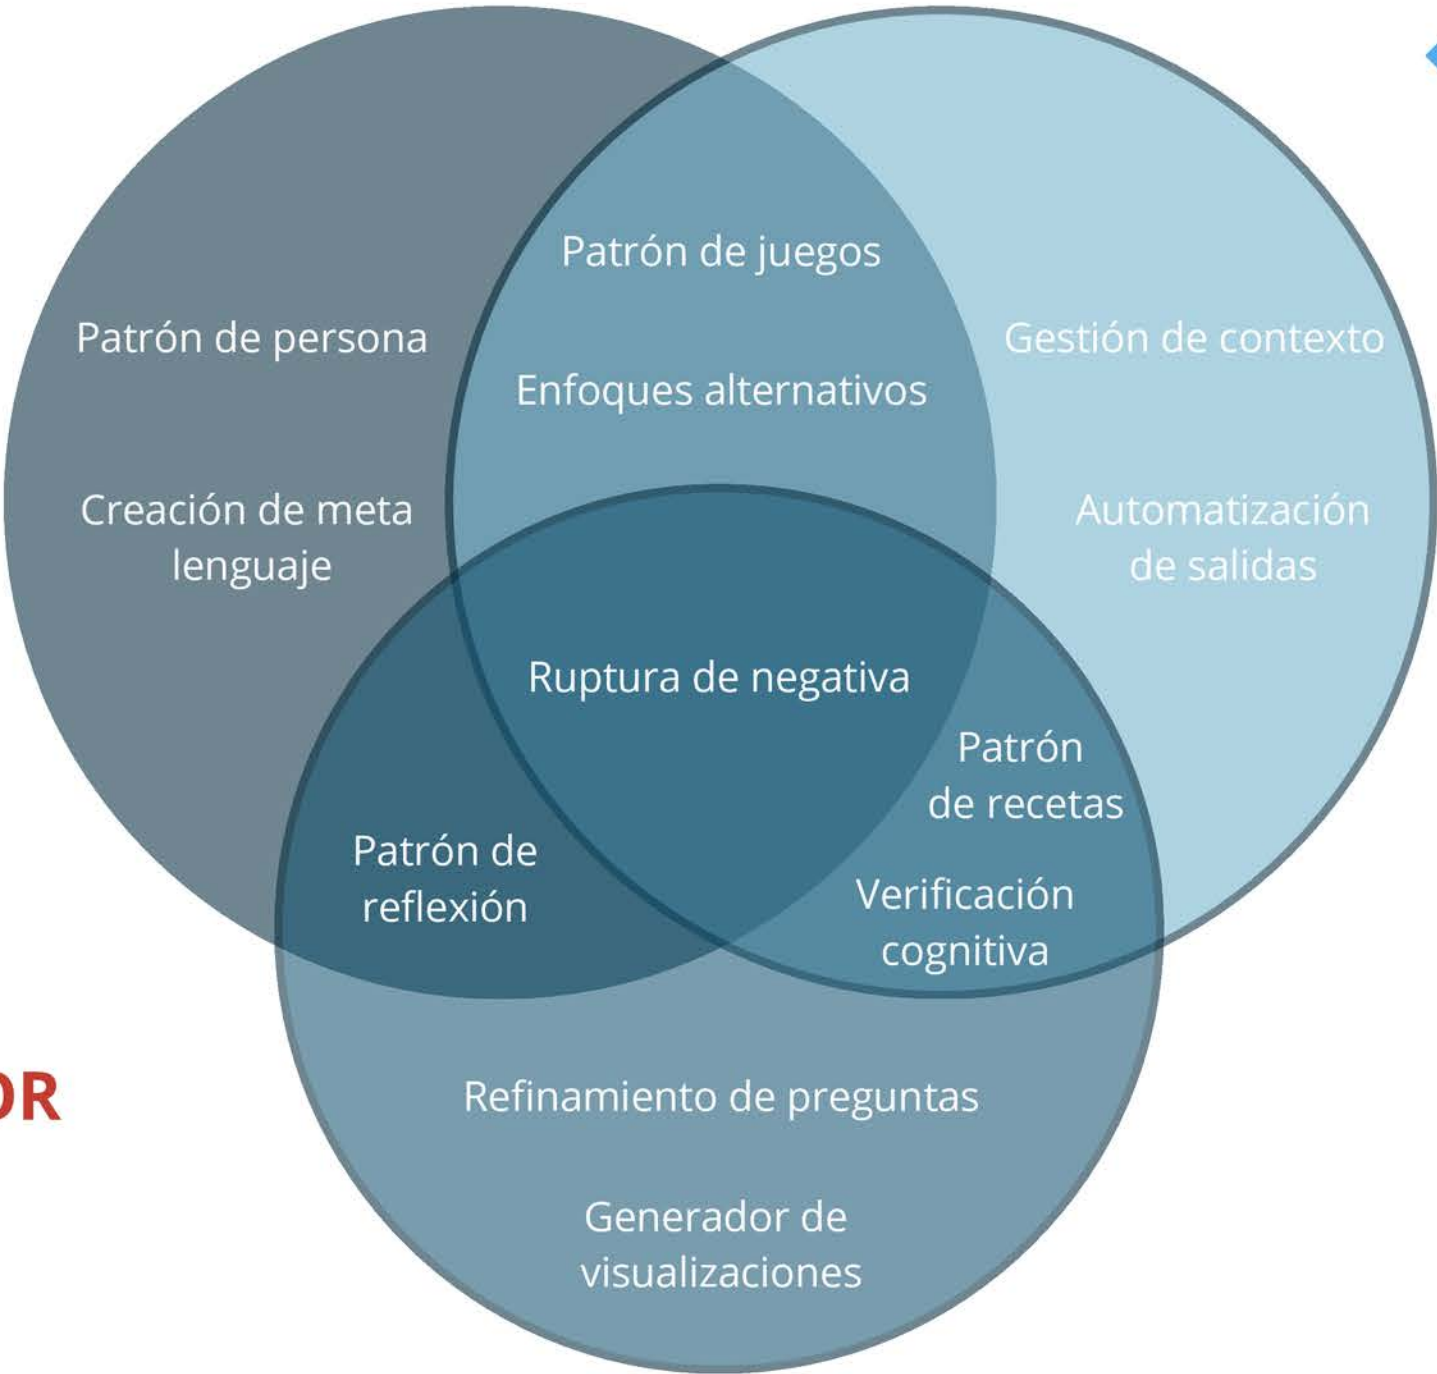 Patrón de juegos
Patrón de persona
Gestión de contexto
Enfoques alternativos
Creación de meta
lenguaje
Automatización
de salidas
Ruptura de negativa
Patrón
de recetas
Patrón de
reflexión
Verificación
cognitiva
OR
Refinamiento de preguntas
Generador de
visualizaciones